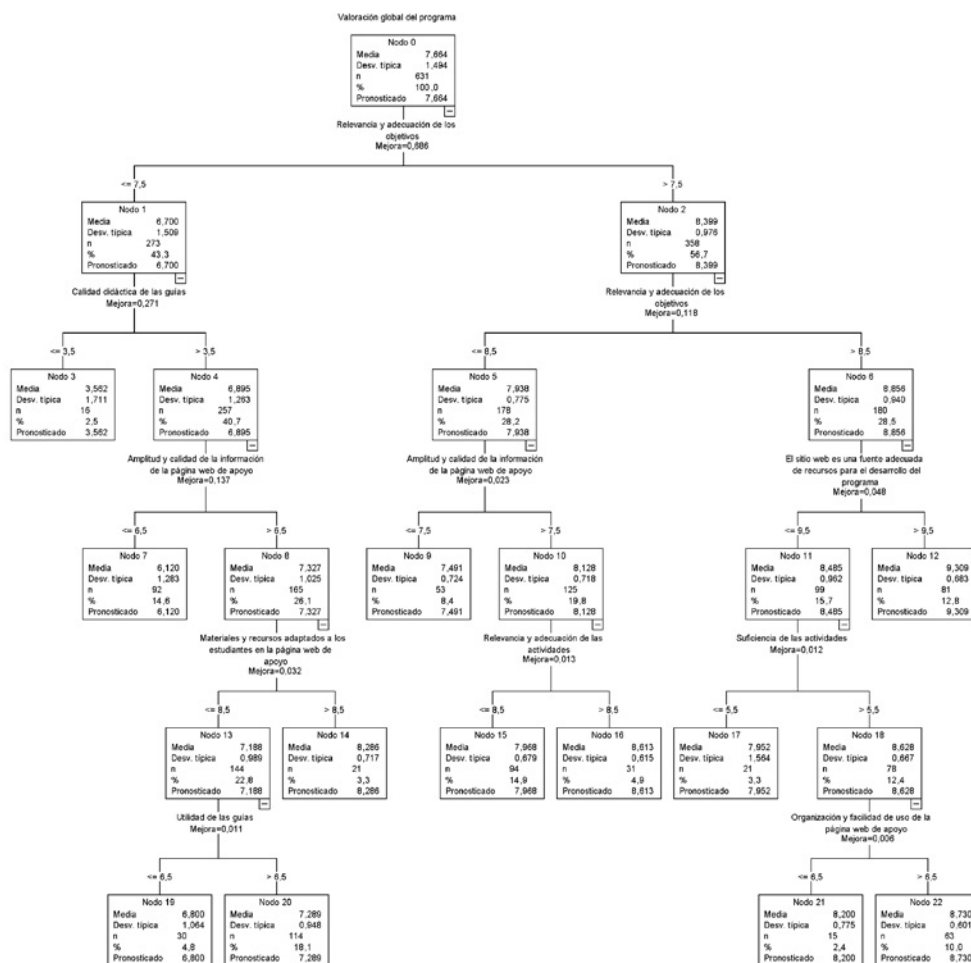 Valoración global del programa
Nodo 0
Media 7,664
Desv. típica 1,494
n 631
% 100,0
Pronosticado 7,664
Relevancia y adecuación de los
objetivos
Mejora=0,686
<= 7,5
> 7,5
Nodo 1
Media 6,700
Desv. típica 1,509
n 273
% 43,3
Pronosticado 6,700
Nodo 2
Media 8,399
Desv. típica 0,976
n 358
% 56,7
Pronosticado 8,399
Calidad didáctica de las guías
Mejora=0,271
Relevancia y adecuación de los
objetivos
Mejora=0,118
<= 3,5
> 3,5
<= 8,5
> 8,5
Nodo 3
Media 3,562
Desv. típica 1,711
n 16
% 2,5
Pronosticado 3,562
Nodo 4
Media 6,895
Desv. típica 1,263
n 257
% 40,7
Pronosticado 6,895
Nodo 5
Media 7,938
Desv. típica 0,775
n 178
% 28,2
Pronosticado 7,938
Nodo 6
Media 8,856
Desv. típica 0,940
n 180
% 28,5
Pronosticado 8,856
Amplitud y calidad de la información
de la página web de apoyo
Mejora=0,137
Amplitud y calidad de la información
de la página web de apoyo
Mejora=0,023
El sitio web es una fuente adecuada
de recursos para el desarrollo del
programa
Mejora=0,048
<= 6,5
> 6,5
<= 7,5
> 7,5
<= 9,5
> 9,5
Nodo 7
Media 6,120
Desv. típica 1,283
n 92
% 14,6
Pronosticado 6,120
Nodo 8
Media 7,327
Desv. típica 1,025
n 165
% 26,1
Pronosticado 7,327
Nodo 9
Media 7,491
Desv. típica 0,724
n 53
% 8,4
Pronosticado 7,491
Nodo 10
Media 8,128
Desv. típica 0,718
n 125
% 19,8
Pronosticado 8,128
Nodo 11
Media 8,485
Desv. típica 0,962
n 99
% 15,7
Pronosticado 8,485
Nodo 12
Media 9,309
Desv. típica 0,683
n 81
% 12,8
Pronosticado 9,309
Materiales y recursos adaptados a los
estudiantes en la página web de
apoyo
Mejora=0,032
Relevancia y adecuación de las
actividades
Mejora=0,013
Suficiencia de las actividades
Mejora=0,012
<= 8,5
> 8,5
<= 8,5
> 8,5
<= 5,5
> 5,5
Nodo 13
Media 7,188
Desv. típica 0,989
n 144
% 22,8
Pronosticado 7,188
Nodo 14
Media 8,286
Desv. típica 0,717
n 21
% 3,3
Pronosticado 8,286
Nodo 15
Media 7,968
Desv. típica 0,679
n 94
% 14,9
Pronosticado 7,968
Nodo 16
Media 8,613
Desv. típica 0,615
n 31
% 4,9
Pronosticado 8,613
Nodo 17
Media 7,952
Desv. típica 1,564
n 21
% 3,3
Pronosticado 7,952
Nodo 18
Media 8,628
Desv. típica 0,667
n 78
% 12,4
Pronosticado 8,628
Utilidad de las guías
Mejora=0,011
Organización y facilidad de uso de la
página web de apoyo
Mejora=0,006
<= 6,5
> 6,5
<= 6,5
> 6,5
Nodo 19
Media 6,800
Desv. típica 1,064
n 30
% 4,8
Pronosticado 6,800
Nodo 20
Media 7,289
Desv. típica 0,948
n 114
% 18,1
Pronosticado 7,289
Nodo 21
Media 8,200
Desv. típica 0,775
n 15
% 2,4
Pronosticado 8,200
Nodo 22
Media 8,730
Desv. típica 0,601
n 63
% 10,0
Pronosticado 8,730